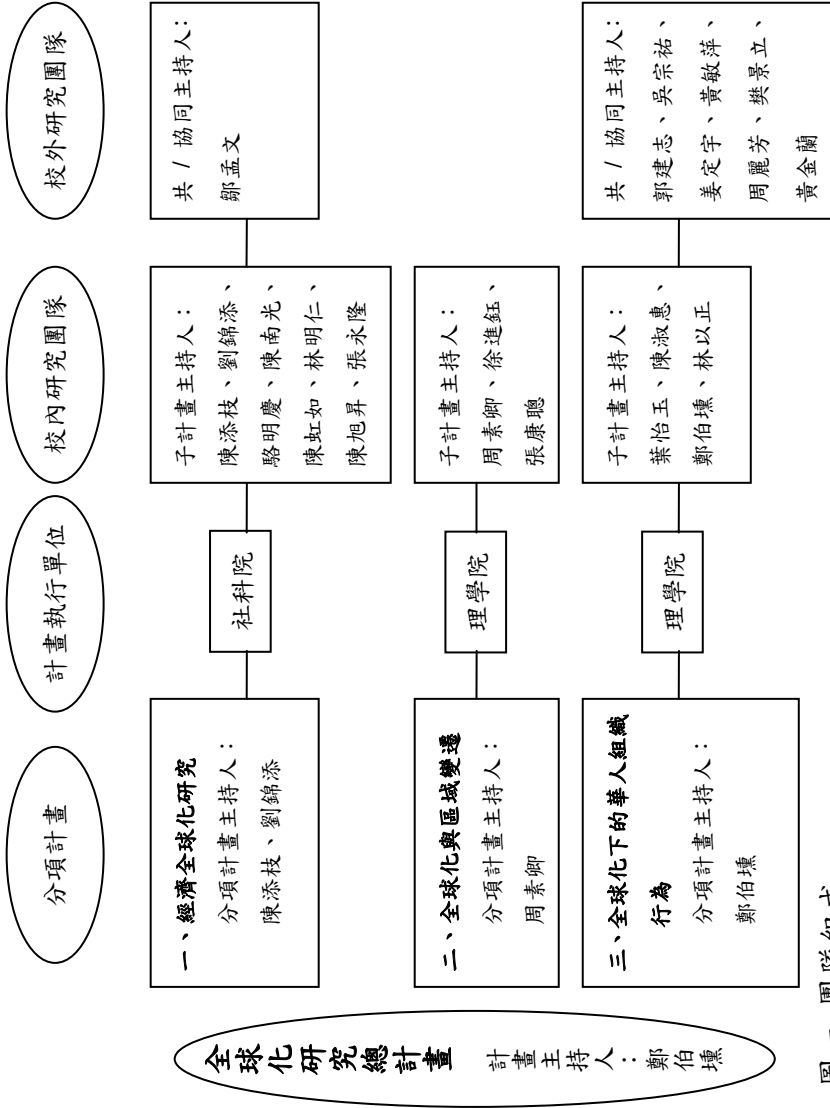 分項計畫
計畫執行單位
校內研究團隊
校外研究團隊
全球化研究總計畫
計畫主持人：鄭伯壎
一、經濟全球化研究
分項計畫主持人：
陳添枝、劉錦添
社科院
子計畫主持人：
陳添枝、劉錦添、
駱明慶、陳南光、
陳虹如、林明仁、
陳旭昇、張永隆
共 / 協同主持人：
鄒孟文
二、全球化與區域變遷
分項計畫主持人：
周素卿
理學院
子計畫主持人：
周素卿、徐進鈺、
張康聰
三、全球化下的華人組織
行為
分項計畫主持人：
鄭伯壎
理學院
子計畫主持人：
葉怡玉、陳淑惠、
鄭伯壎、林以正
共 / 協同主持人：
郭建志、吳宗祐、
姜定宇、黃敏萍、
周麗芳、樊景立、
黃金蘭
圖一 團隊組成